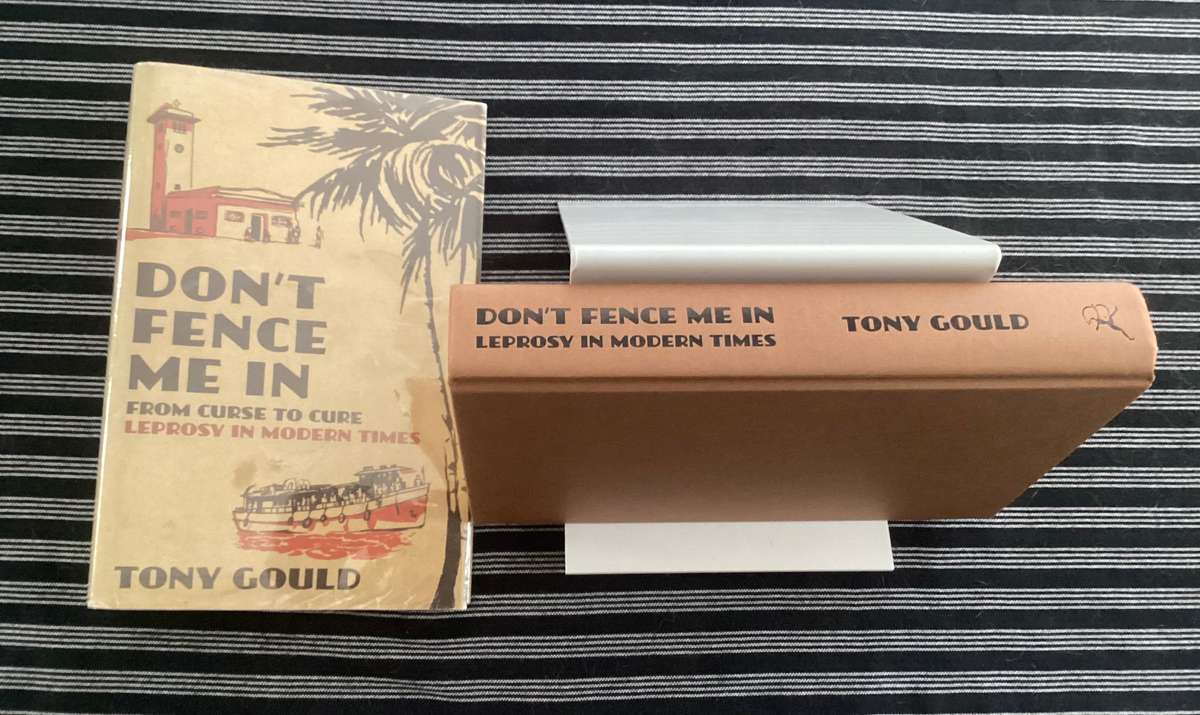 DON'T
FENCE
ME IN
FROM CURSE TO CURE
LEPROSY IN MODERN TIMES
TONY GOULD
DON'T FENCE ME IN
LEPROSY IN MODERN TIMES
TONY GOULD